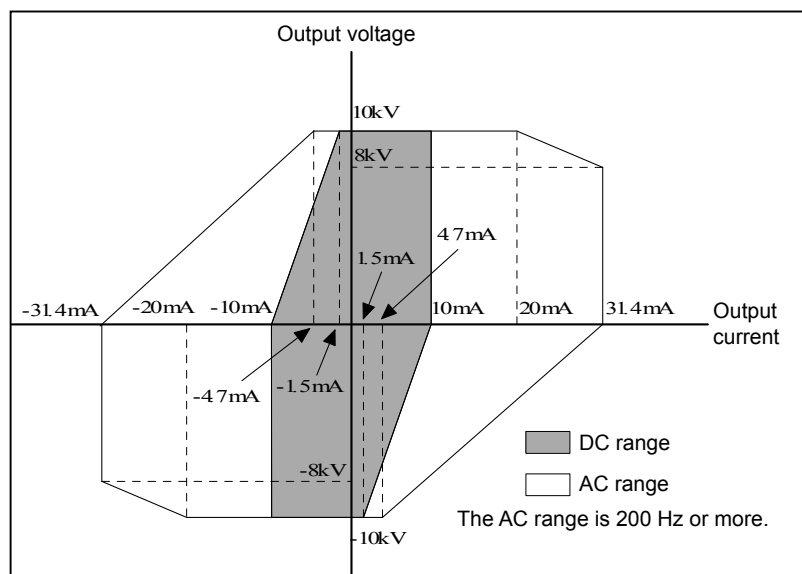 Output voltage
10kV
8kV
4.7mA
1.5mA
-31.4mA
-20mA
-10mA
10mA
20mA
31.4mA
Output
current
-4.7mA
-1.5mA
-8kV
-10kV
DC range
AC range
The AC range is 200 Hz or more.